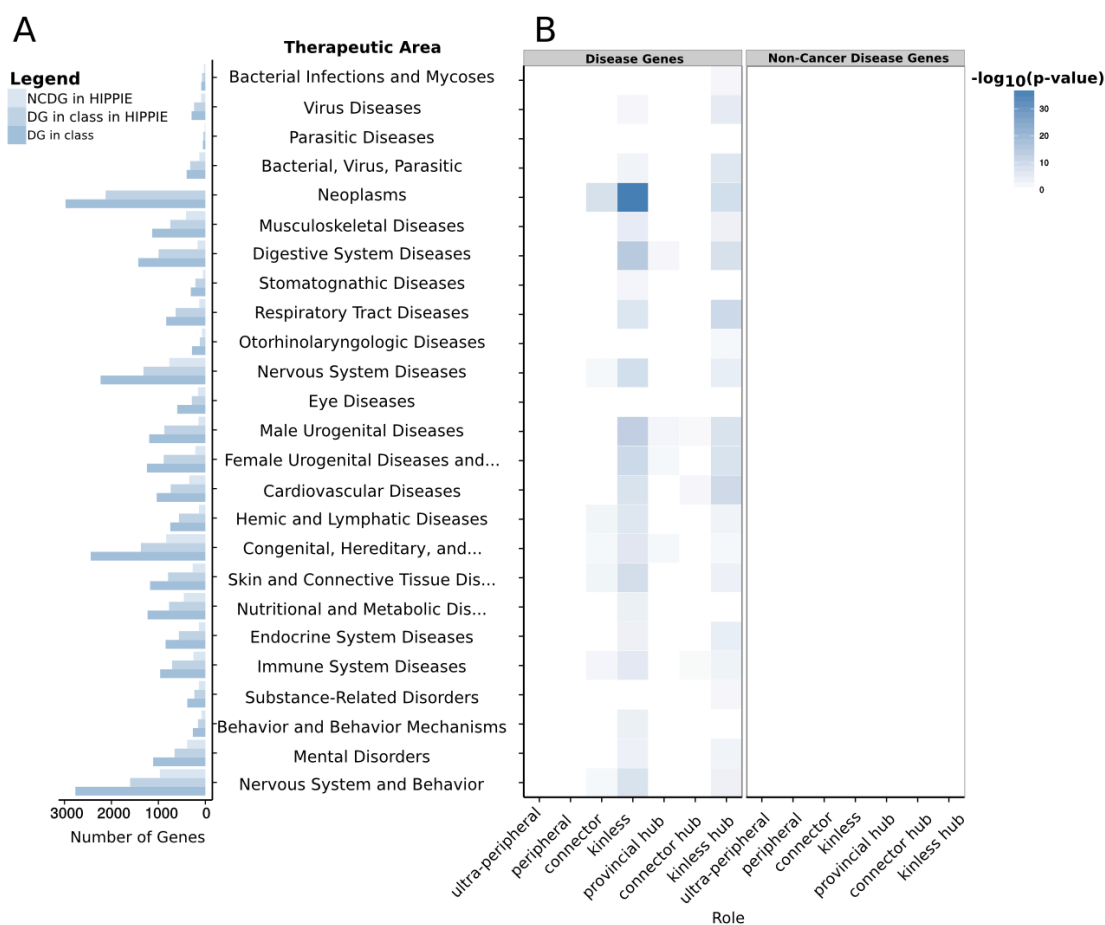 A
B
Therapeutic Area
Legend
NCDG in HIPPIE
DG in class in HIPPIE
DG in class
Bacterial Infections and Mycoses
Virus Diseases
Parasitic Diseases
Bacterial, Virus, Parasitic
Neoplasms
Musculoskeletal Diseases
Digestive System Diseases
Stomatognathic Diseases
Respiratory Tract Diseases
Otorhinolaryngologic Diseases
Nervous System Diseases
Eye Diseases
Male Urogenital Diseases
Female Urogenital Diseases and...
Cardiovascular Diseases
Hemic and Lymphatic Diseases
Congenital, Hereditary, and...
Skin and Connective Tissue Dis...
Nutritional and Metabolic Dis...
Endocrine System Diseases
Immune System Diseases
Substance-Related Disorders
Behavior and Behavior Mechanisms
Mental Disorders
Nervous System and Behavior
3000 2000 1000 0
Number of Genes
Disease Genes
Non-Cancer Disease Genes
-log10(p-value)
30
20
10
0
ultra-peripheral
peripheral
connector
kinless
provincial hub
connector hub
kinless hub
ultra-peripheral
peripheral
connector
kinless
provincial hub
connector hub
kinless hub
Role